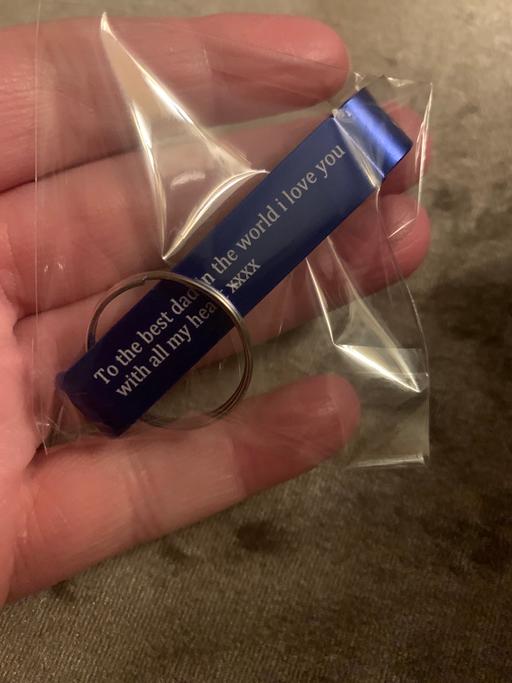 To the best dad in the world i love you
with all my heart xxxx